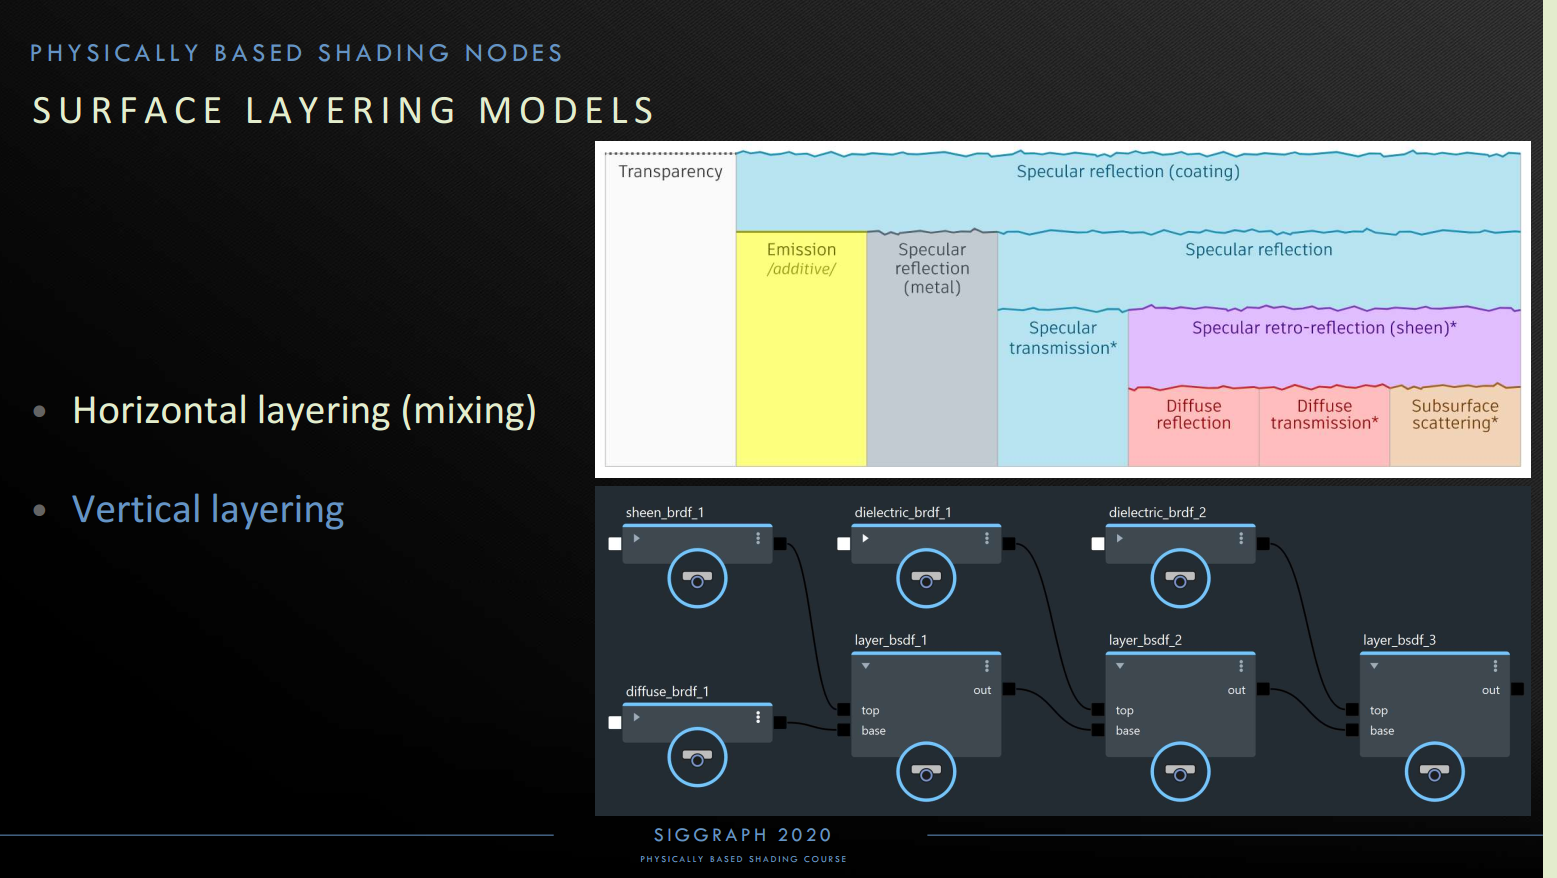 PHYSICALLY BASED SHADING NODES
SURFACE LAYERING MODELS
• Horizontal layering (mixing)
• Vertical layering
Transparency
Specular reflection (coating)
Emission
/additive/
Specular
reflection
(metal)
Specular reflection
Specular
transmission*
Specular retro-reflection (sheen)*
Diffuse
reflection
Diffuse
transmission*
Subsurface
scattering*
sheen_brdf_1
dielectric_brdf_1
dielectric_brdf_2
diffuse_brdf_1
layer_bsdf_1
out
top
base
layer_bsdf_2
out
top
base
layer_bsdf_3
out
top
base
SIGGRAPH 2020
PHYSICALLY BASED SHADING COURSE